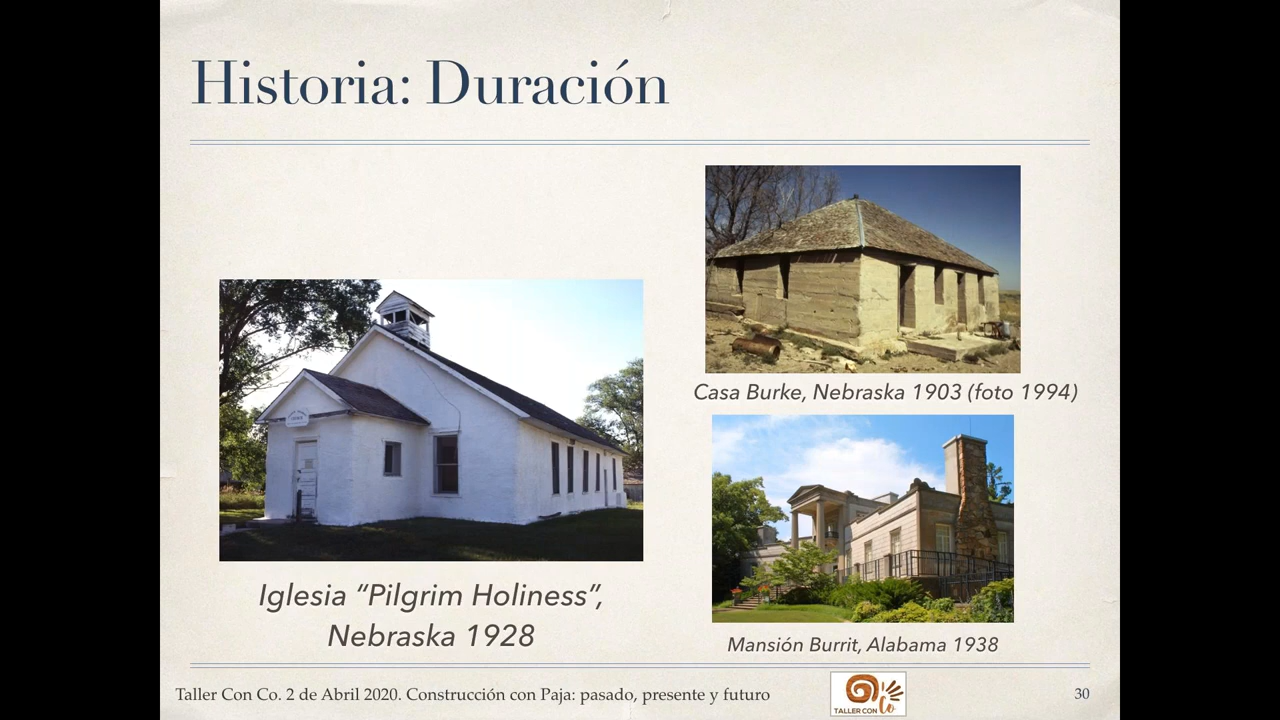 Historia: Duración
Iglesia “Pilgrim Holiness”,
Nebraska 1928
Casa Burke, Nebraska 1903 (foto 1994)
Mansión Burrit, Alabama 1938
Taller Con Co. 2 de Abril 2020. Construcción con Paja: pasado, presente y futuro
TALLER CON Co
30